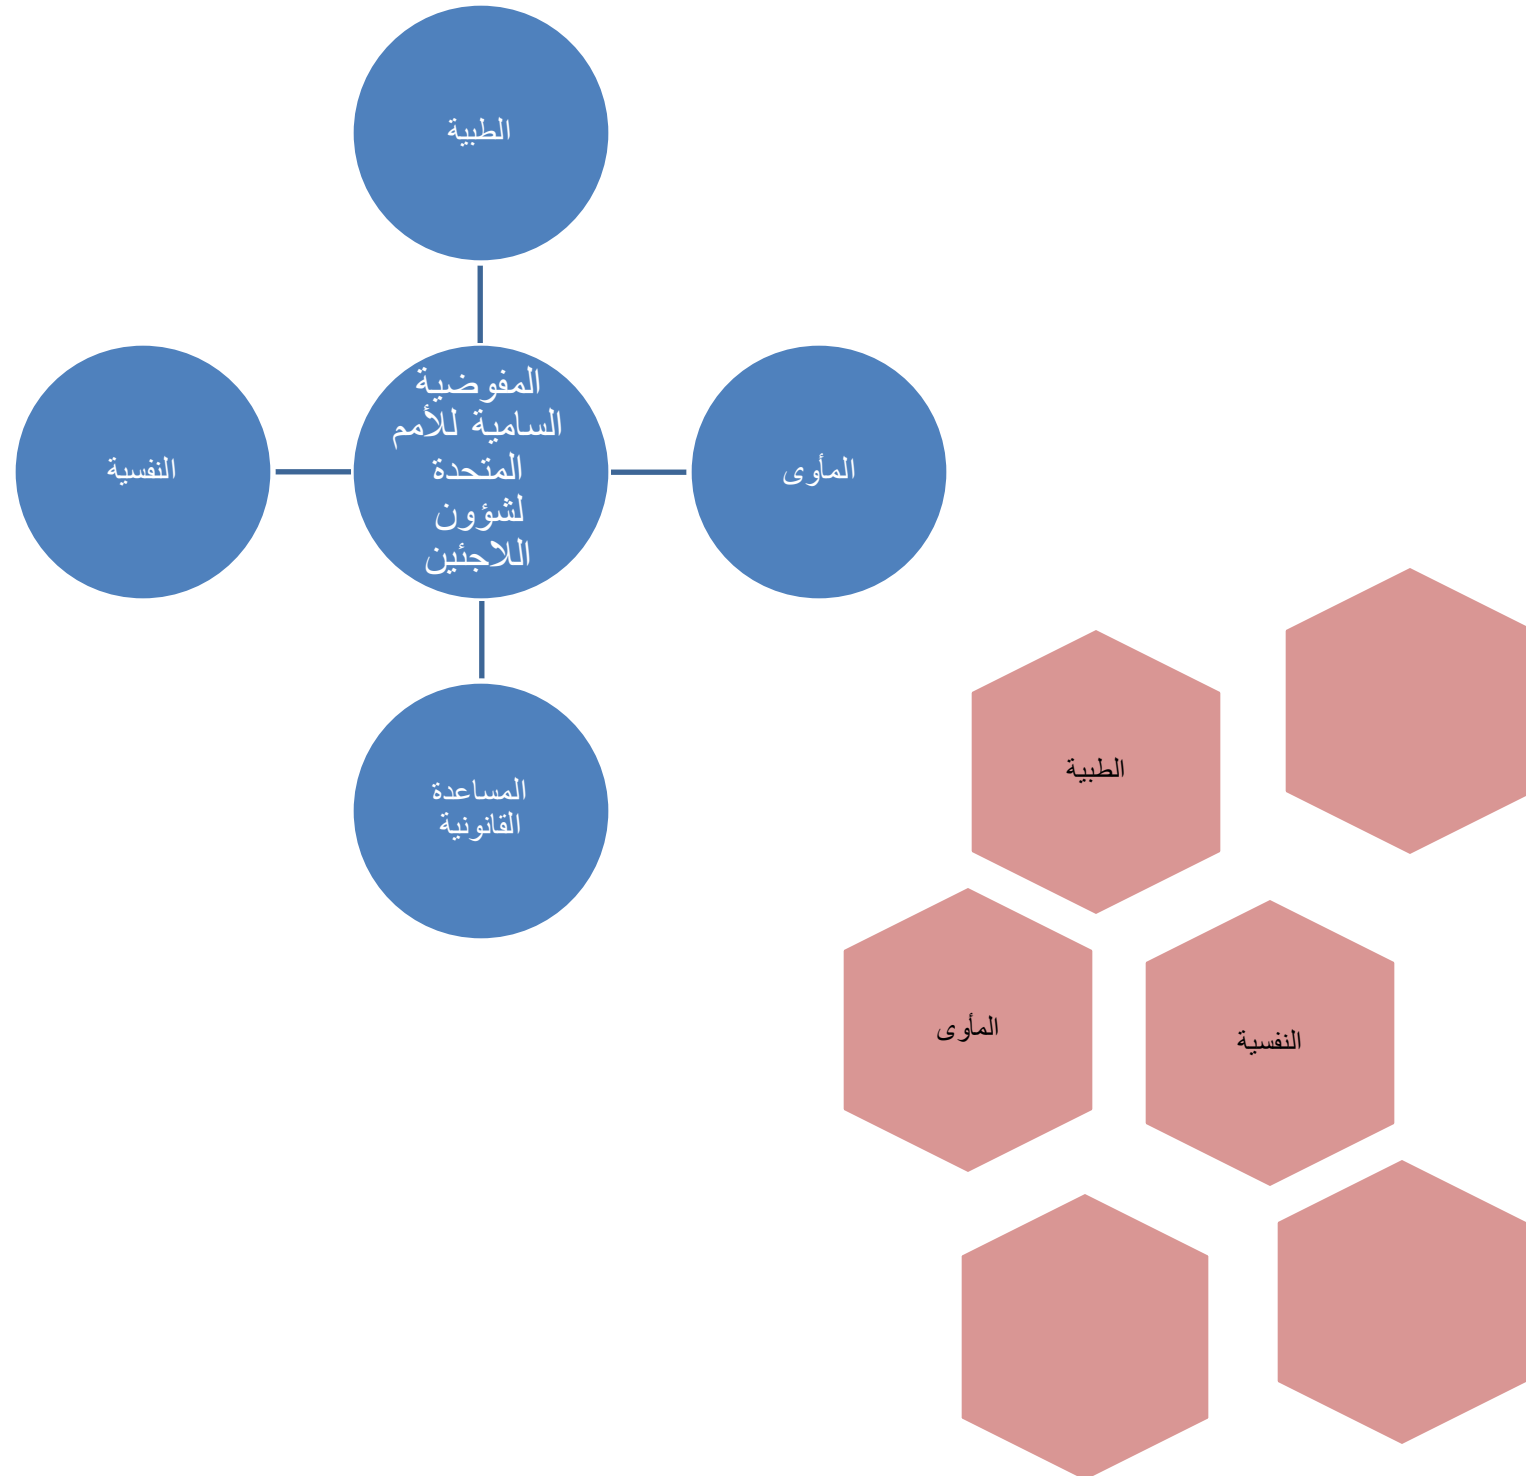 الطبية
المفوضية
السامية للأمم
المتحدة
لشؤون
اللاجئين
المأوى
النفسية
المساعدة
القانونية
الطبية
المأوى
النفسية